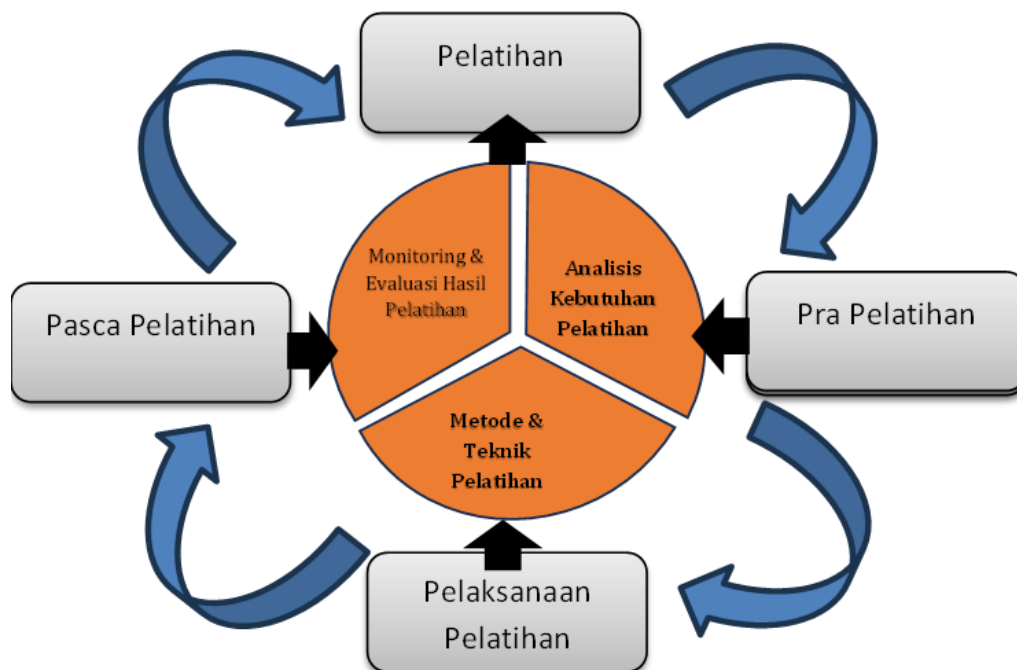 Pelatihan
Monitoring &
Evaluasi Hasil
Pelatihan
Analisis
Kebutuhan
Pelatihan
Pasca Pelatihan
Pra Pelatihan
Metode &
Teknik
Pelatihan
Pelaksanaan
Pelatihan